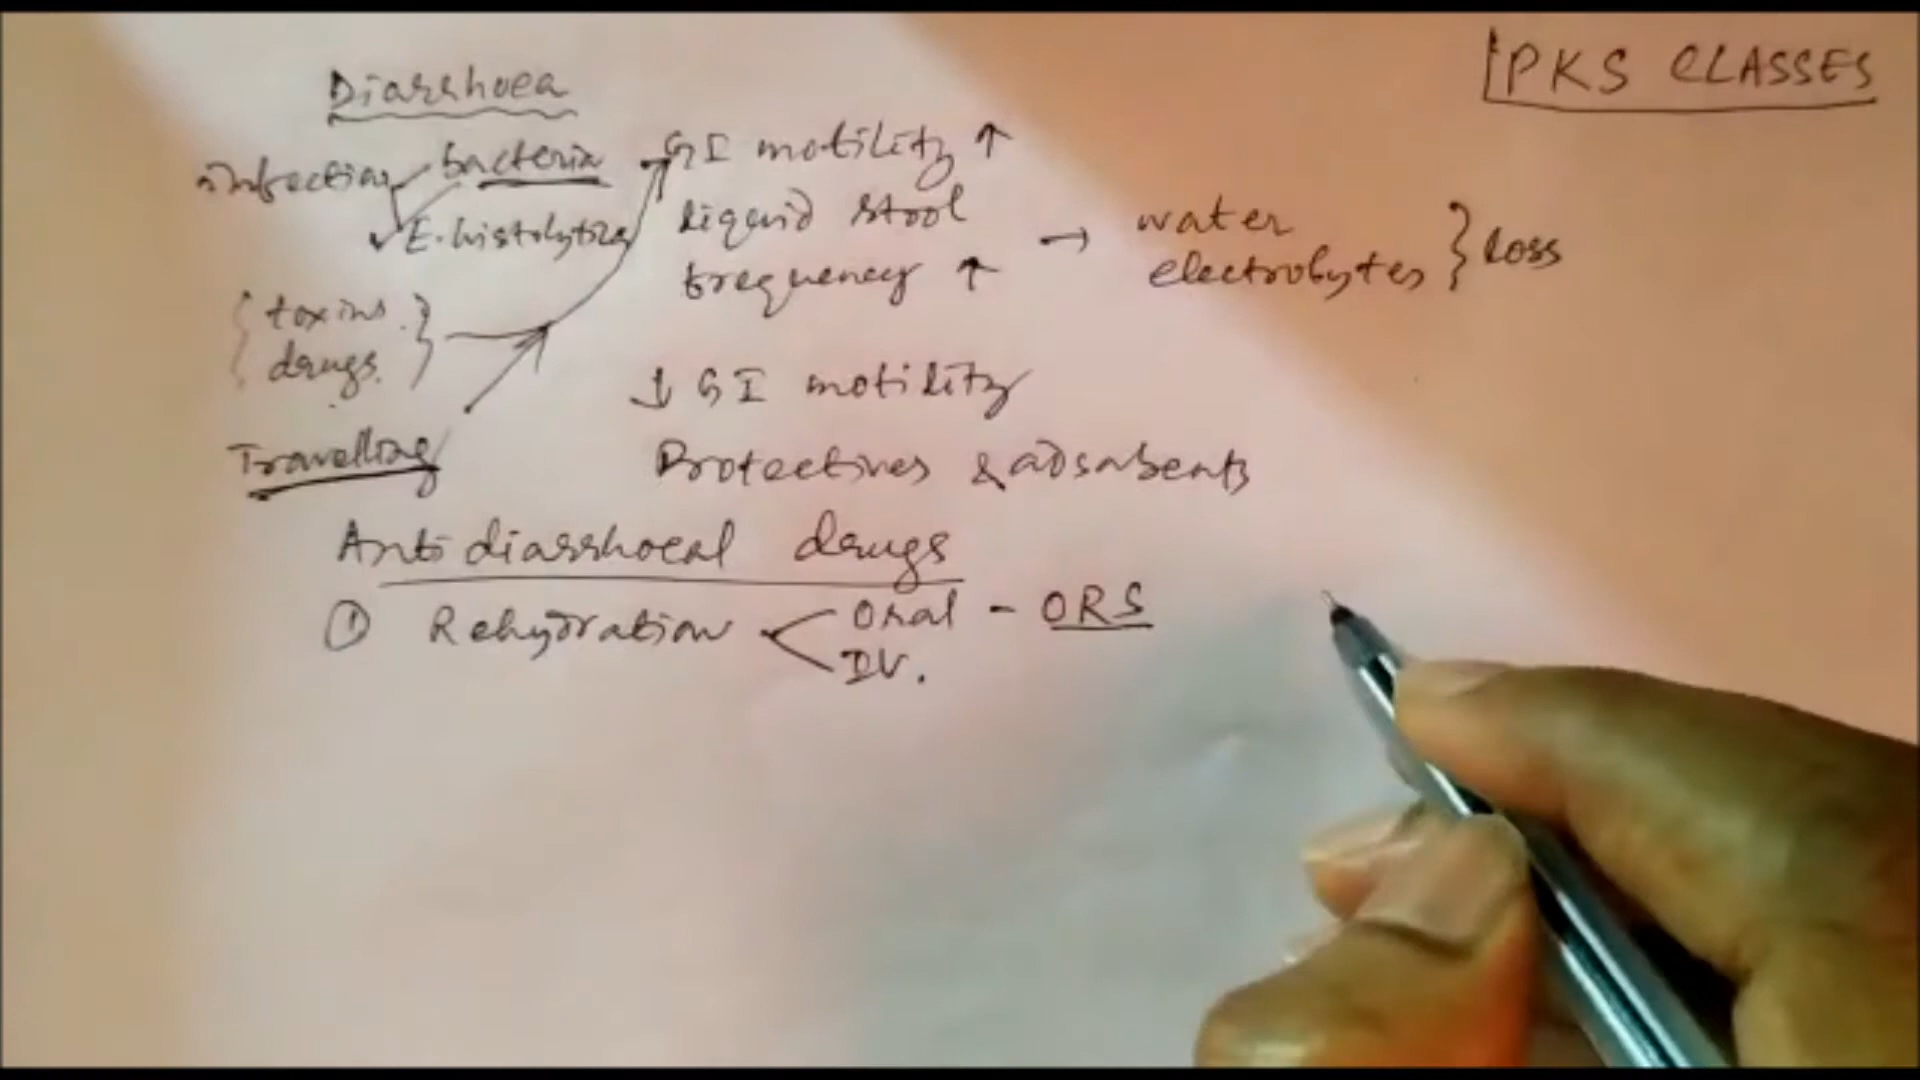 PKS CLASSES
Diarrhoea
infection bacteria
E. histolytica
toxins
drugs.
Travelling
GI motility ↑
liquid stool
frequency ↑
→ water
electrolytes } loss
↓ GI motility
Protectives & adsabents
Antidiarrhoeal drugs
① Rehydration Oral - ORS
IV.